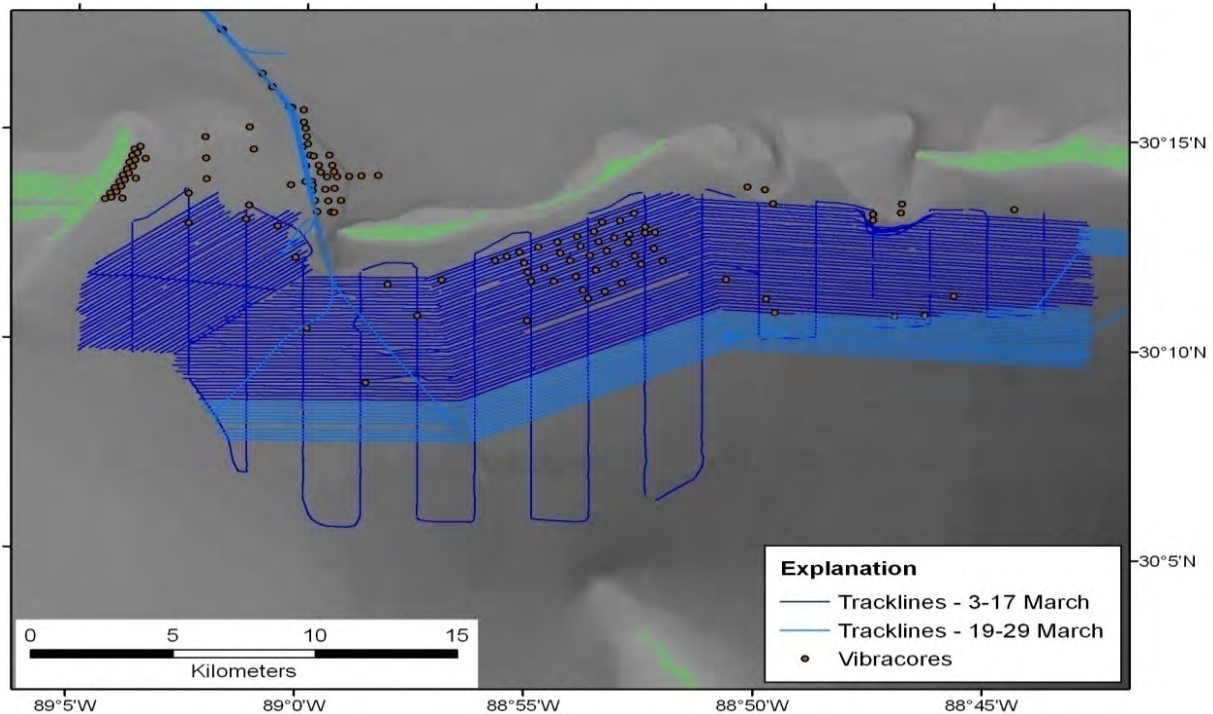 30°15'N
30°10'N
30°5'N
Explanation
Tracklines - 3-17 March
Tracklines - 19-29 March
Vibracores
0 5 10 15
Kilometers
89°5'W 89°0'W 88°55'W 88°50'W 88°45'W